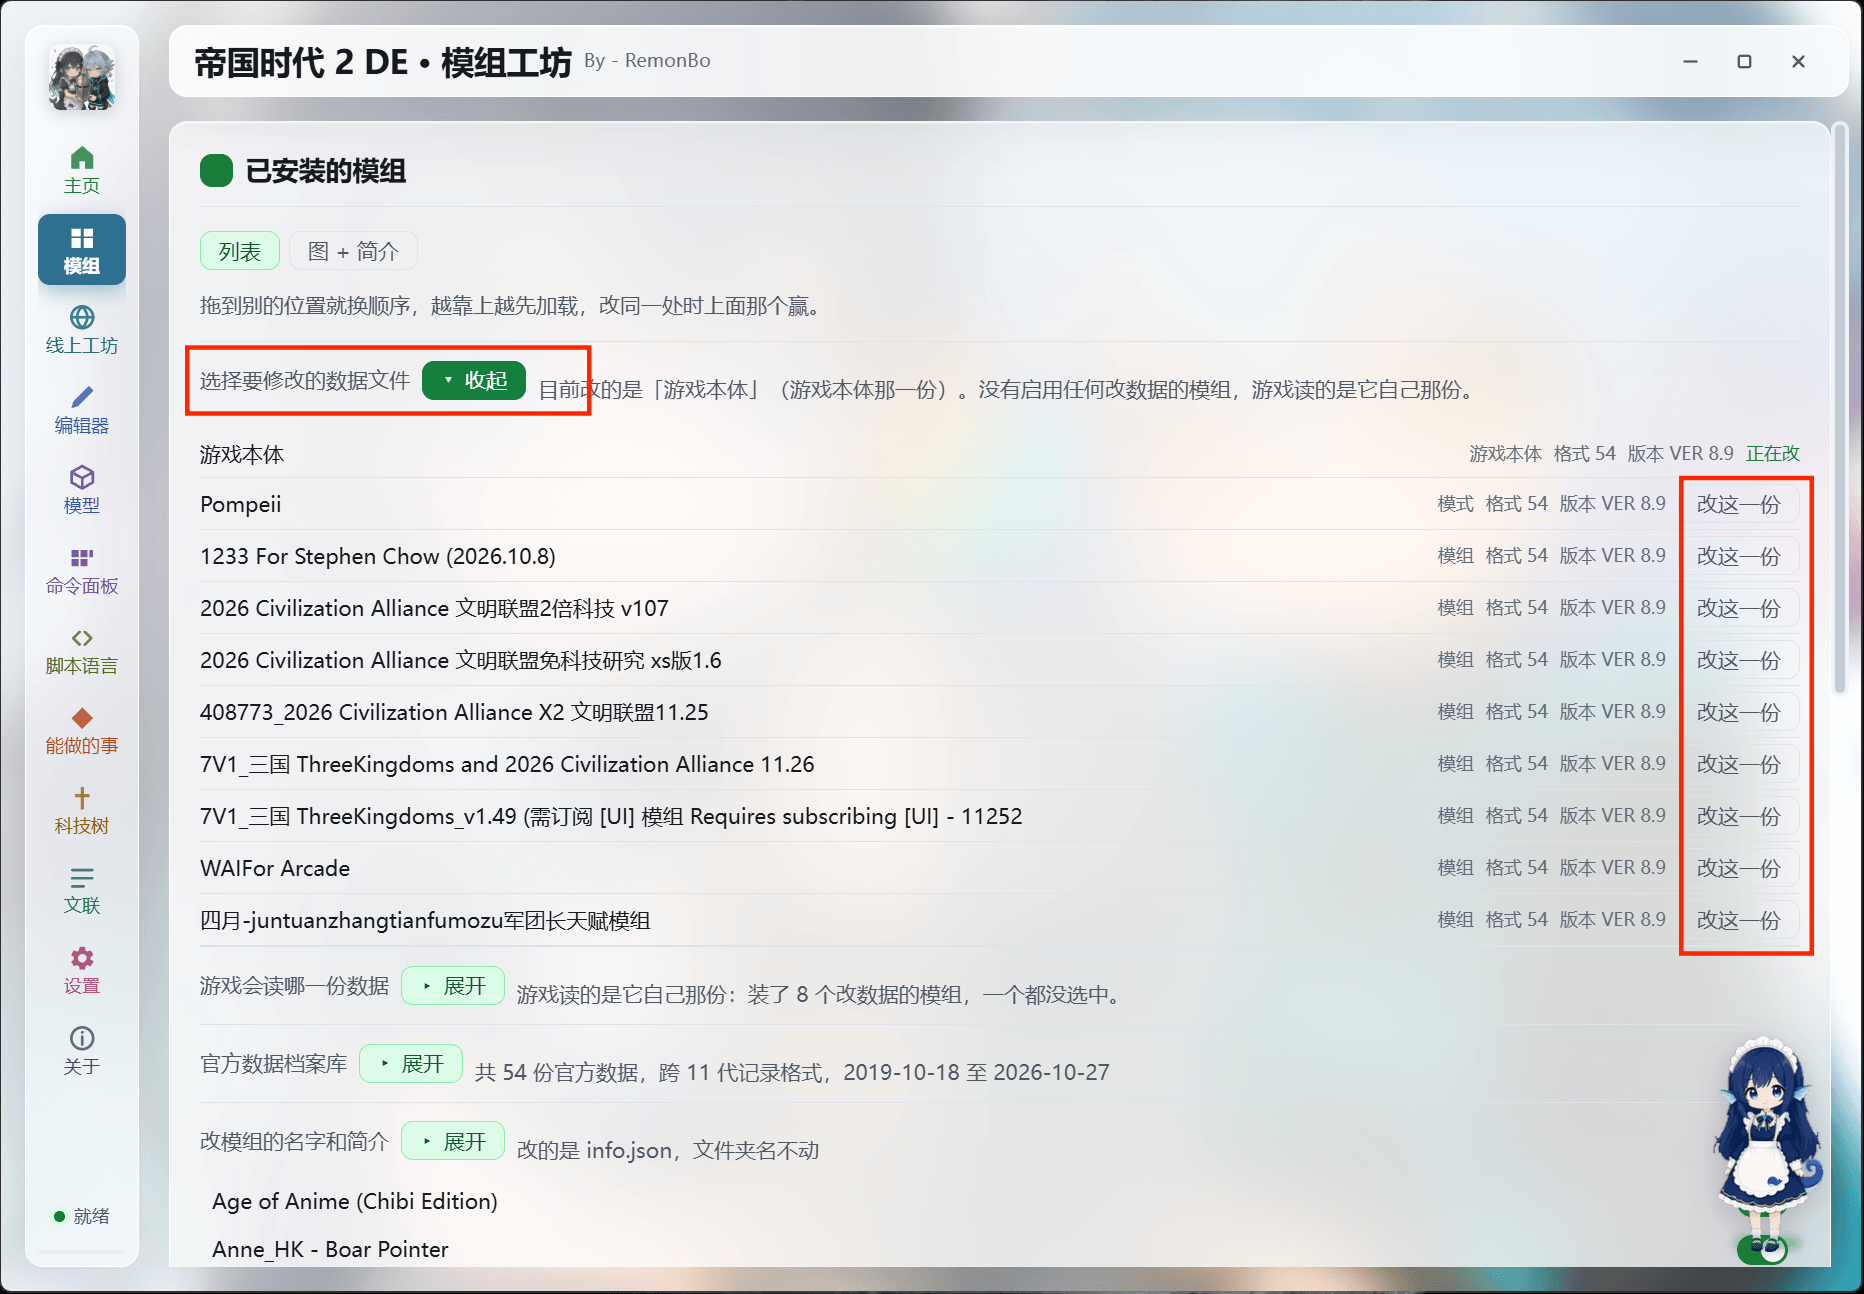 帝国时代 2 DE • 模组工坊 By - RemonBo
主页
模组
线上工坊
编辑器
模型
命令面板
脚本语言
能做的事
科技树
文联
设置
关于
就绪
已安装的模组
列表 图 + 简介
拖到别的位置就换顺序，越靠上越先加载，改同一处时上面那个赢。
选择要修改的数据文件 收起 目前改的是「游戏本体」（游戏本体那一份）。没有启用任何改数据的模组，游戏读的是它自己那份。
游戏本体 游戏本体 格式 54 版本 VER 8.9 正在改
Pompeii 模式 格式 54 版本 VER 8.9 改这一份
1233 For Stephen Chow (2026.10.8) 模组 格式 54 版本 VER 8.9 改这一份
2026 Civilization Alliance 文明联盟2倍科技 v107 模组 格式 54 版本 VER 8.9 改这一份
2026 Civilization Alliance 文明联盟免科技研究 xs版1.6 模组 格式 54 版本 VER 8.9 改这一份
408773_2026 Civilization Alliance X2 文明联盟11.25 模组 格式 54 版本 VER 8.9 改这一份
7V1_三国 ThreeKingdoms and 2026 Civilization Alliance 11.26 模组 格式 54 版本 VER 8.9 改这一份
7V1_三国 ThreeKingdoms_v1.49 (需订阅 [UI] 模组 Requires subscribing [UI] - 11252 模组 格式 54 版本 VER 8.9 改这一份
WAIFor Arcade 模组 格式 54 版本 VER 8.9 改这一份
四月-juntuanzhangtianfumozu军团长天赋模组 模组 格式 54 版本 VER 8.9 改这一份
游戏会读哪一份数据 展开 游戏读的是它自己那份：装了 8 个改数据的模组，一个都没选中。
官方数据档案库 展开 共 54 份官方数据，跨 11 代记录格式，2019-10-18 至 2026-10-27
改模组的名字和简介 展开 改的是 info.json，文件夹名不动
Age of Anime (Chibi Edition)
Anne_HK - Boar Pointer